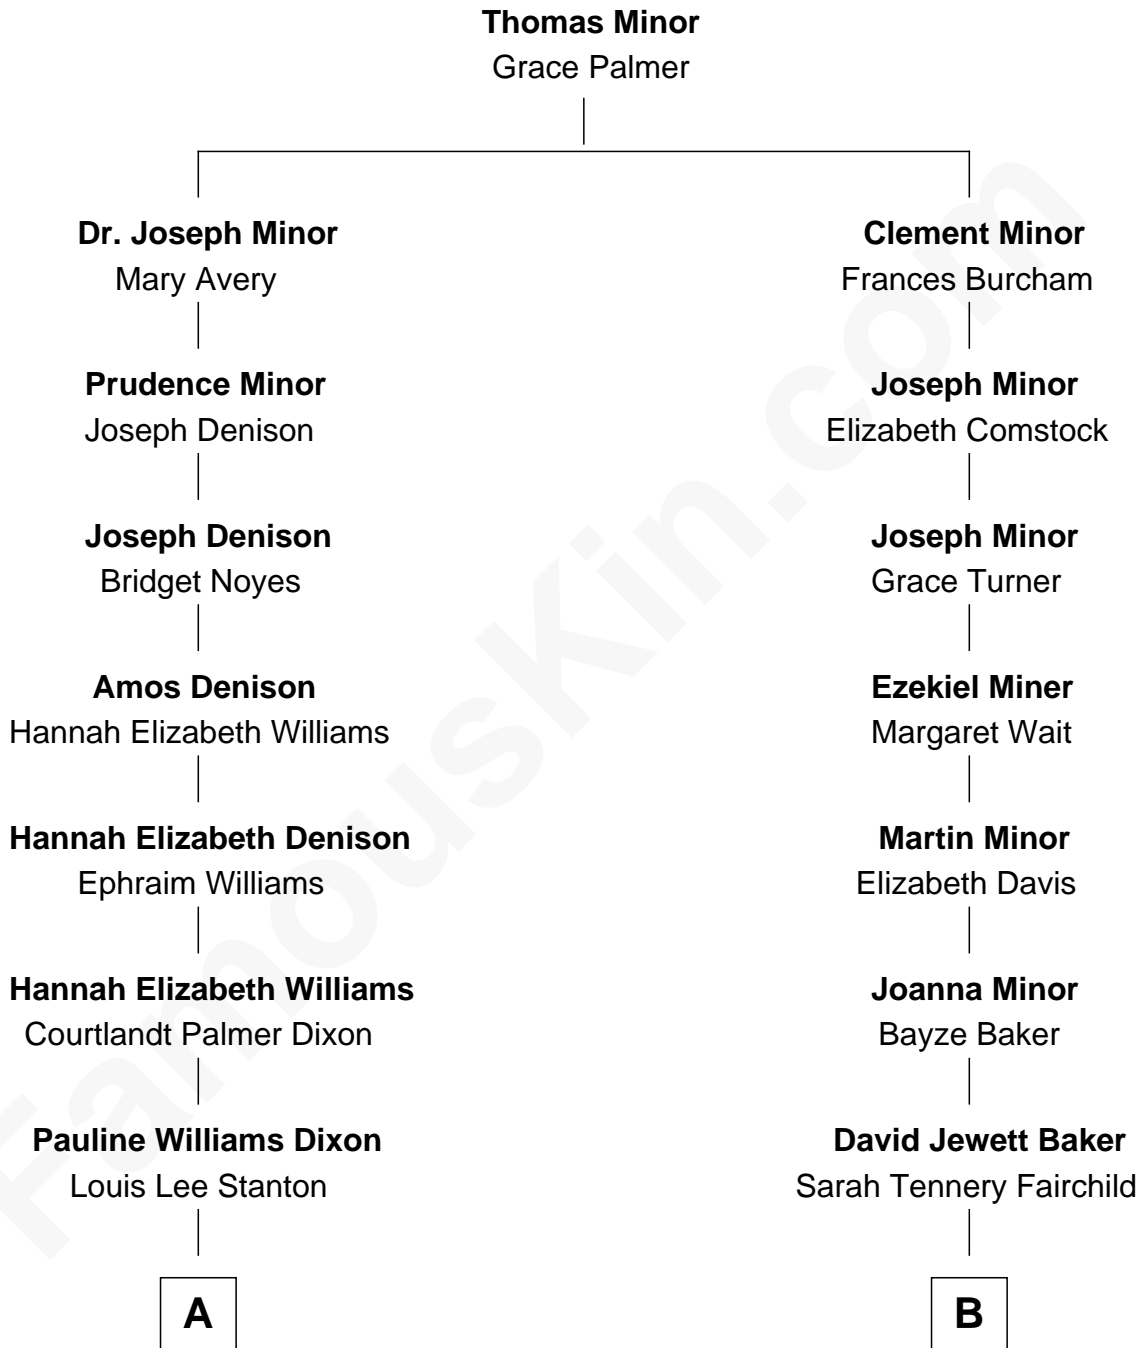 Thomas Minor
Grace Palmer
Dr. Joseph Minor
Mary Avery
Prudence Minor
Joseph Denison
Joseph Denison
Bridget Noyes
Amos Denison
Hannah Elizabeth Williams
Hannah Elizabeth Denison
Ephraim Williams
Hannah Elizabeth Williams
Courtlandt Palmer Dixon
Pauline Williams Dixon
Louis Lee Stanton
A
Clement Minor
Frances Burcham
Joseph Minor
Elizabeth Comstock
Joseph Minor
Grace Turner
Ezekiel Miner
Margaret Wait
Martin Minor
Elizabeth Davis
Joanna Minor
Bayze Baker
David Jewett Baker
Sarah Tennery Fairchild
B
FamousKin.com